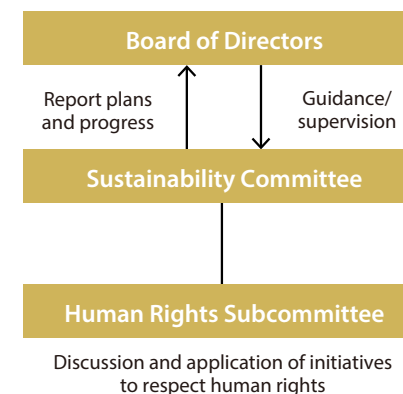 Board of Directors
Report plans
and progress
Guidance/
supervision
Sustainability Committee
Human Rights Subcommittee
Discussion and application of initiatives
to respect human rights